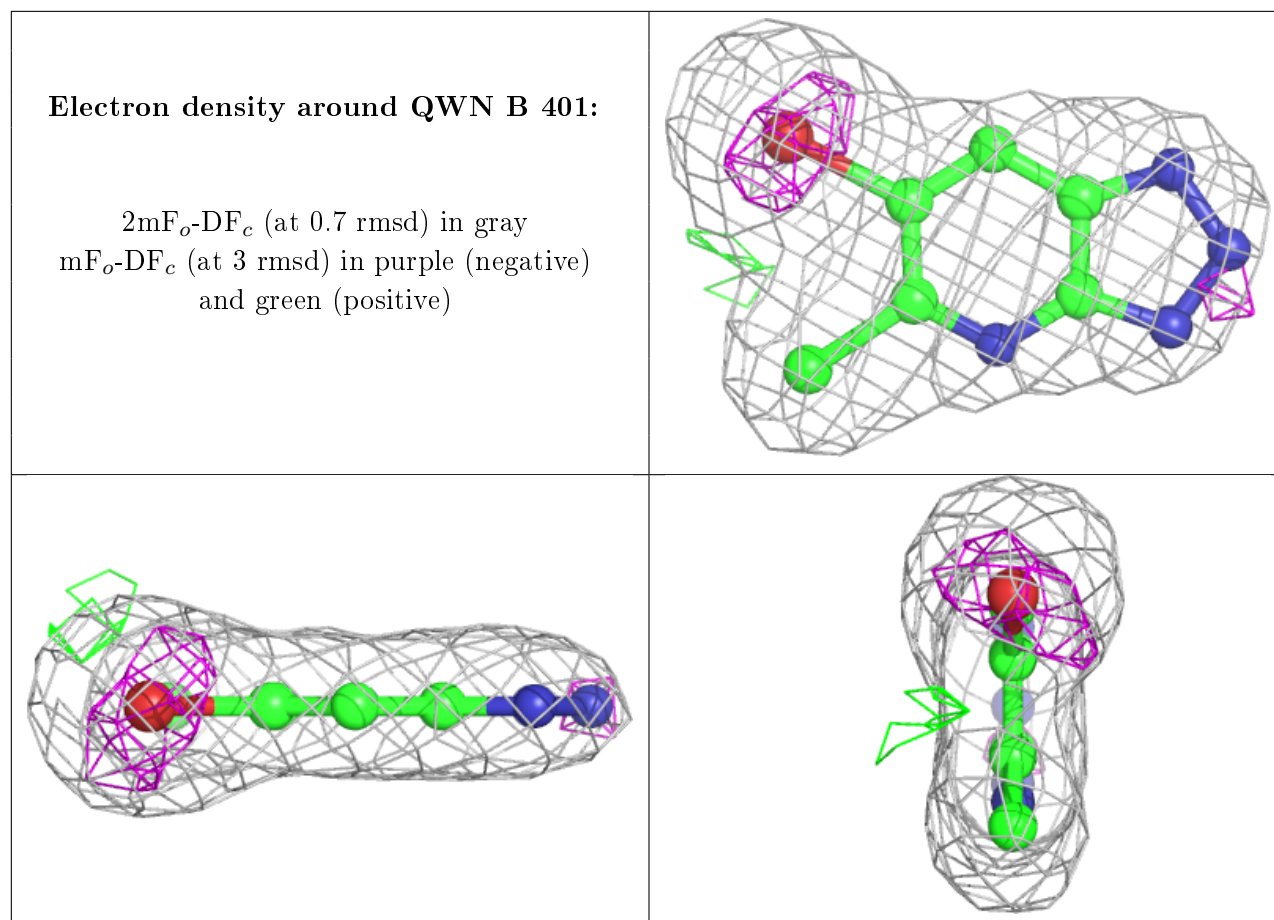 Electron density around QWN B 401:
2mFₒ-DF𝑐 (at 0.7 rmsd) in gray
mFₒ-DF𝑐 (at 3 rmsd) in purple (negative)
and green (positive)